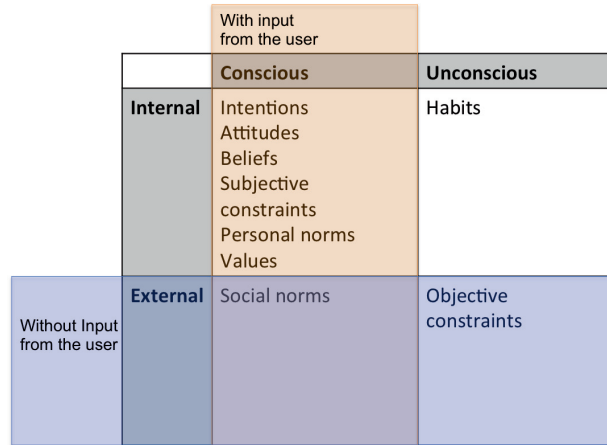 With input
from the user
Conscious
Unconscious
Internal
Intentions
Attitudes
Beliefs
Subjective
constraints
Personal norms
Values
Habits
Without Input
from the user
External
Social norms
Objective
constraints